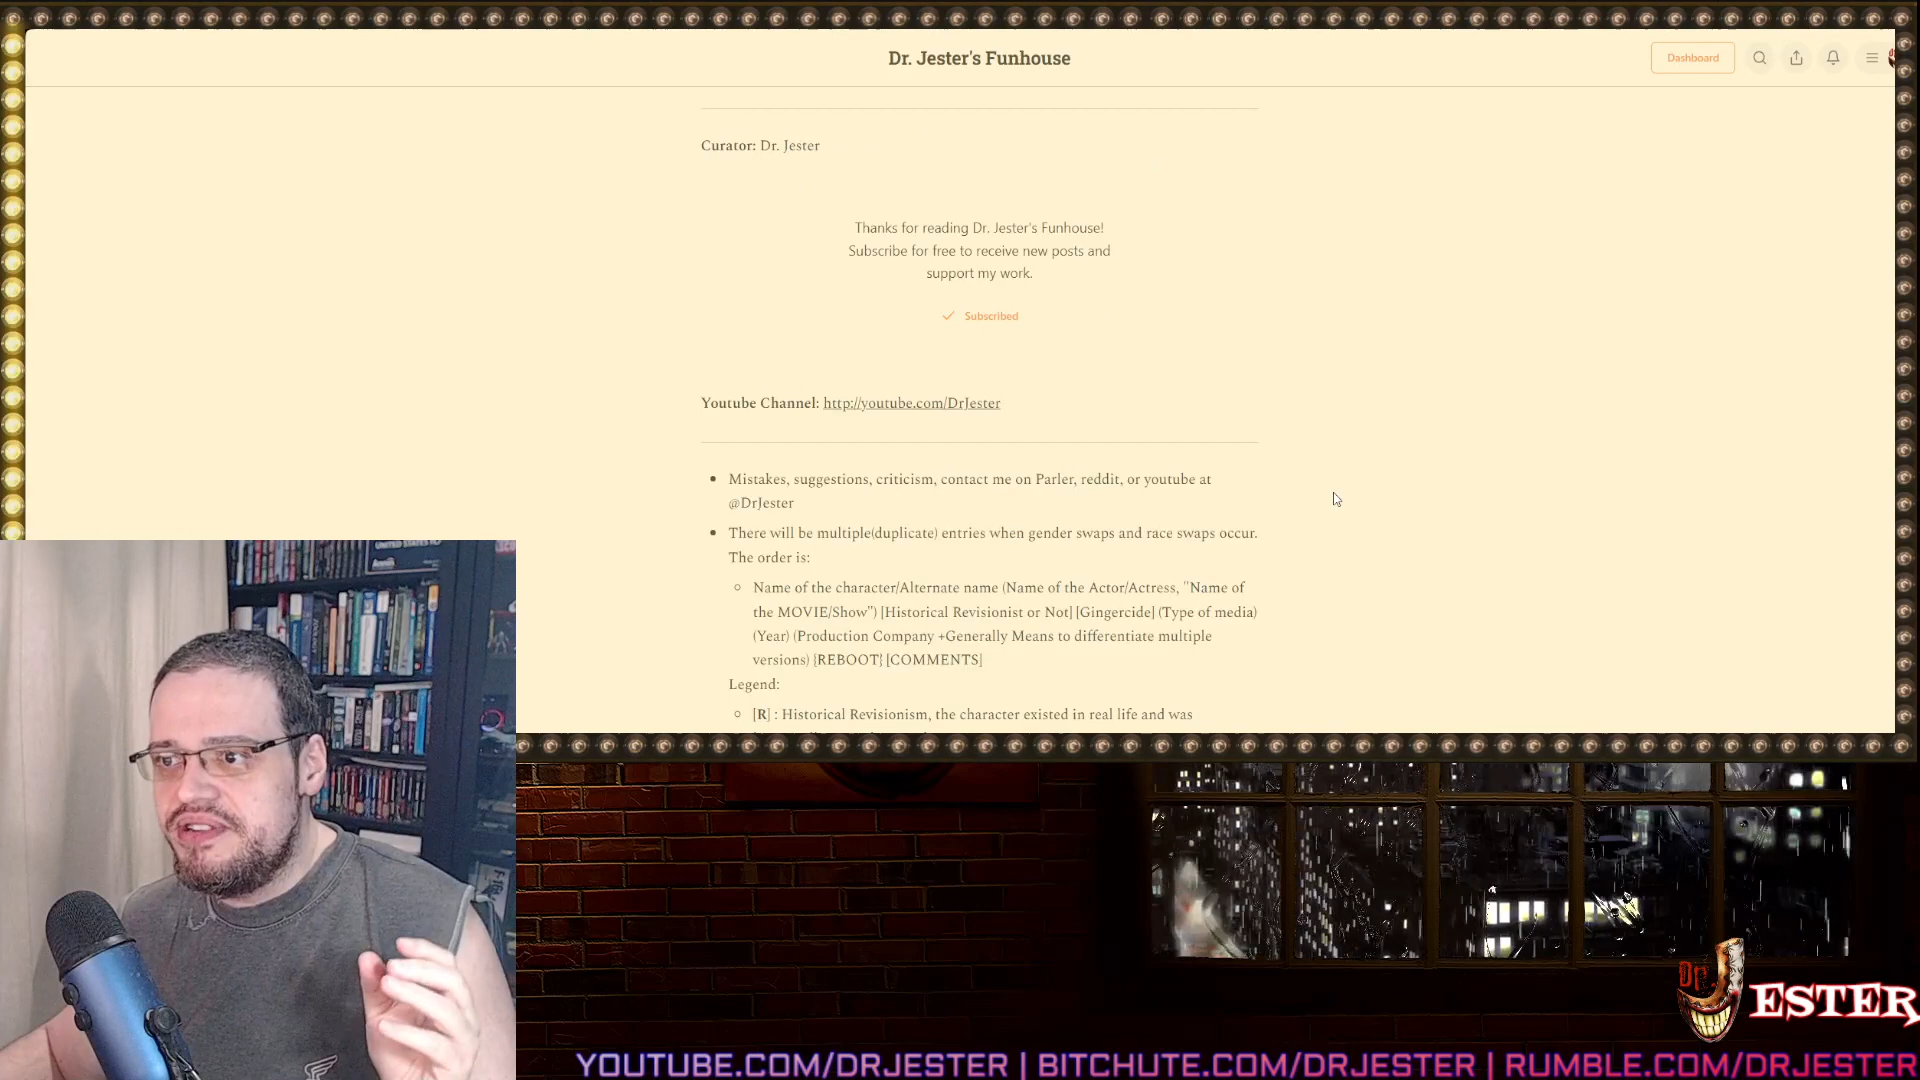 Dr. Jester's Funhouse
Dashboard
Curator: Dr. Jester
Thanks for reading Dr. Jester's Funhouse!
Subscribe for free to receive new posts and
support my work.
Subscribed
Youtube Channel: http://youtube.com/DrJester
Mistakes, suggestions, criticism, contact me on Parler, reddit, or youtube at
@DrJester
There will be multiple(duplicate) entries when gender swaps and race swaps occur.
The order is:
Name of the character/Alternate name (Name of the Actor/Actress, "Name of
the MOVIE/Show") [Historical Revisionist or Not] [Gingercide] (Type of media)
(Year) (Production Company +Generally Means to differentiate multiple
versions) {REBOOT} [COMMENTS]
Legend:
[R] : Historical Revisionism, the character existed in real life and was
Dr. JESTER
YOUTUBE.COM/DRJESTER | BITCHUTE.COM/DRJESTER | RUMBLE.COM/DRJESTER